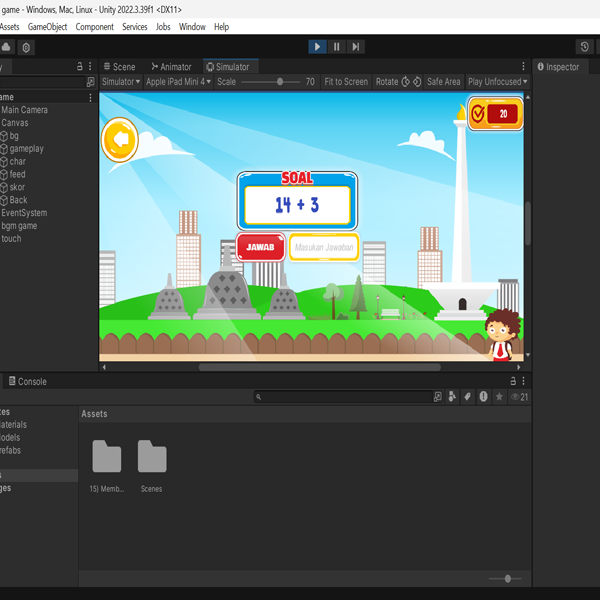 game - Windows, Mac, Linux - Unity 2022.3.39f1 <DX11>
Assets GameObject Component Services Jobs Window Help
Scene Animator Simulator
Inspector
Simulator Apple iPad Mini 4 Scale 70 Fit to Screen Rotate Safe Area Play Unfocused
ame
Main Camera
Canvas
bg
gameplay
char
feed
skor
Back
EventSystem
bgm game
touch
20
SOAL
14 + 3
JAWAB
Masukan Jawaban
Console
21
tes
aterials
odels
refabs
s
ges
Assets
15) Memb...
Scenes